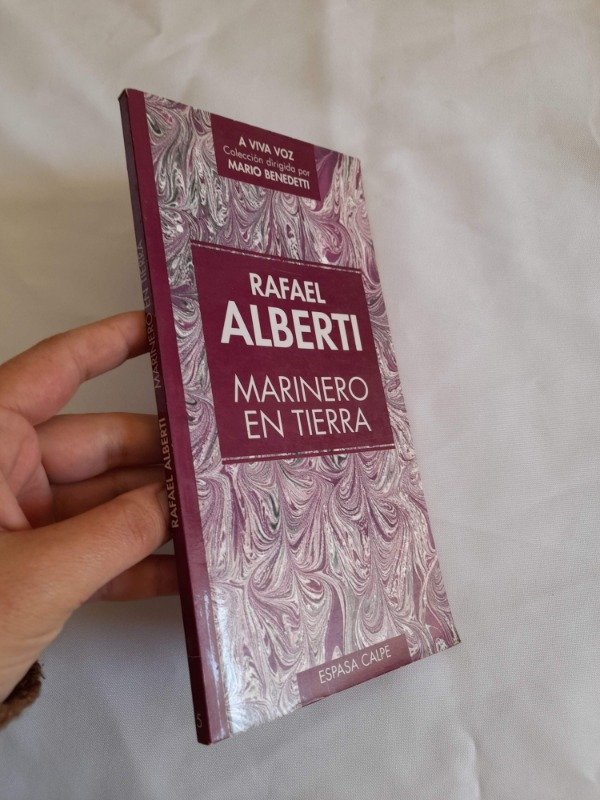 A VIVA VOZ
Colección dirigida por
MARIO BENEDETTI
RAFAEL
ALBERTI
MARINERO
EN TIERRA
ESPASA CALPE
RAFAEL ALBERTI MARINERO EN TIERRA
5